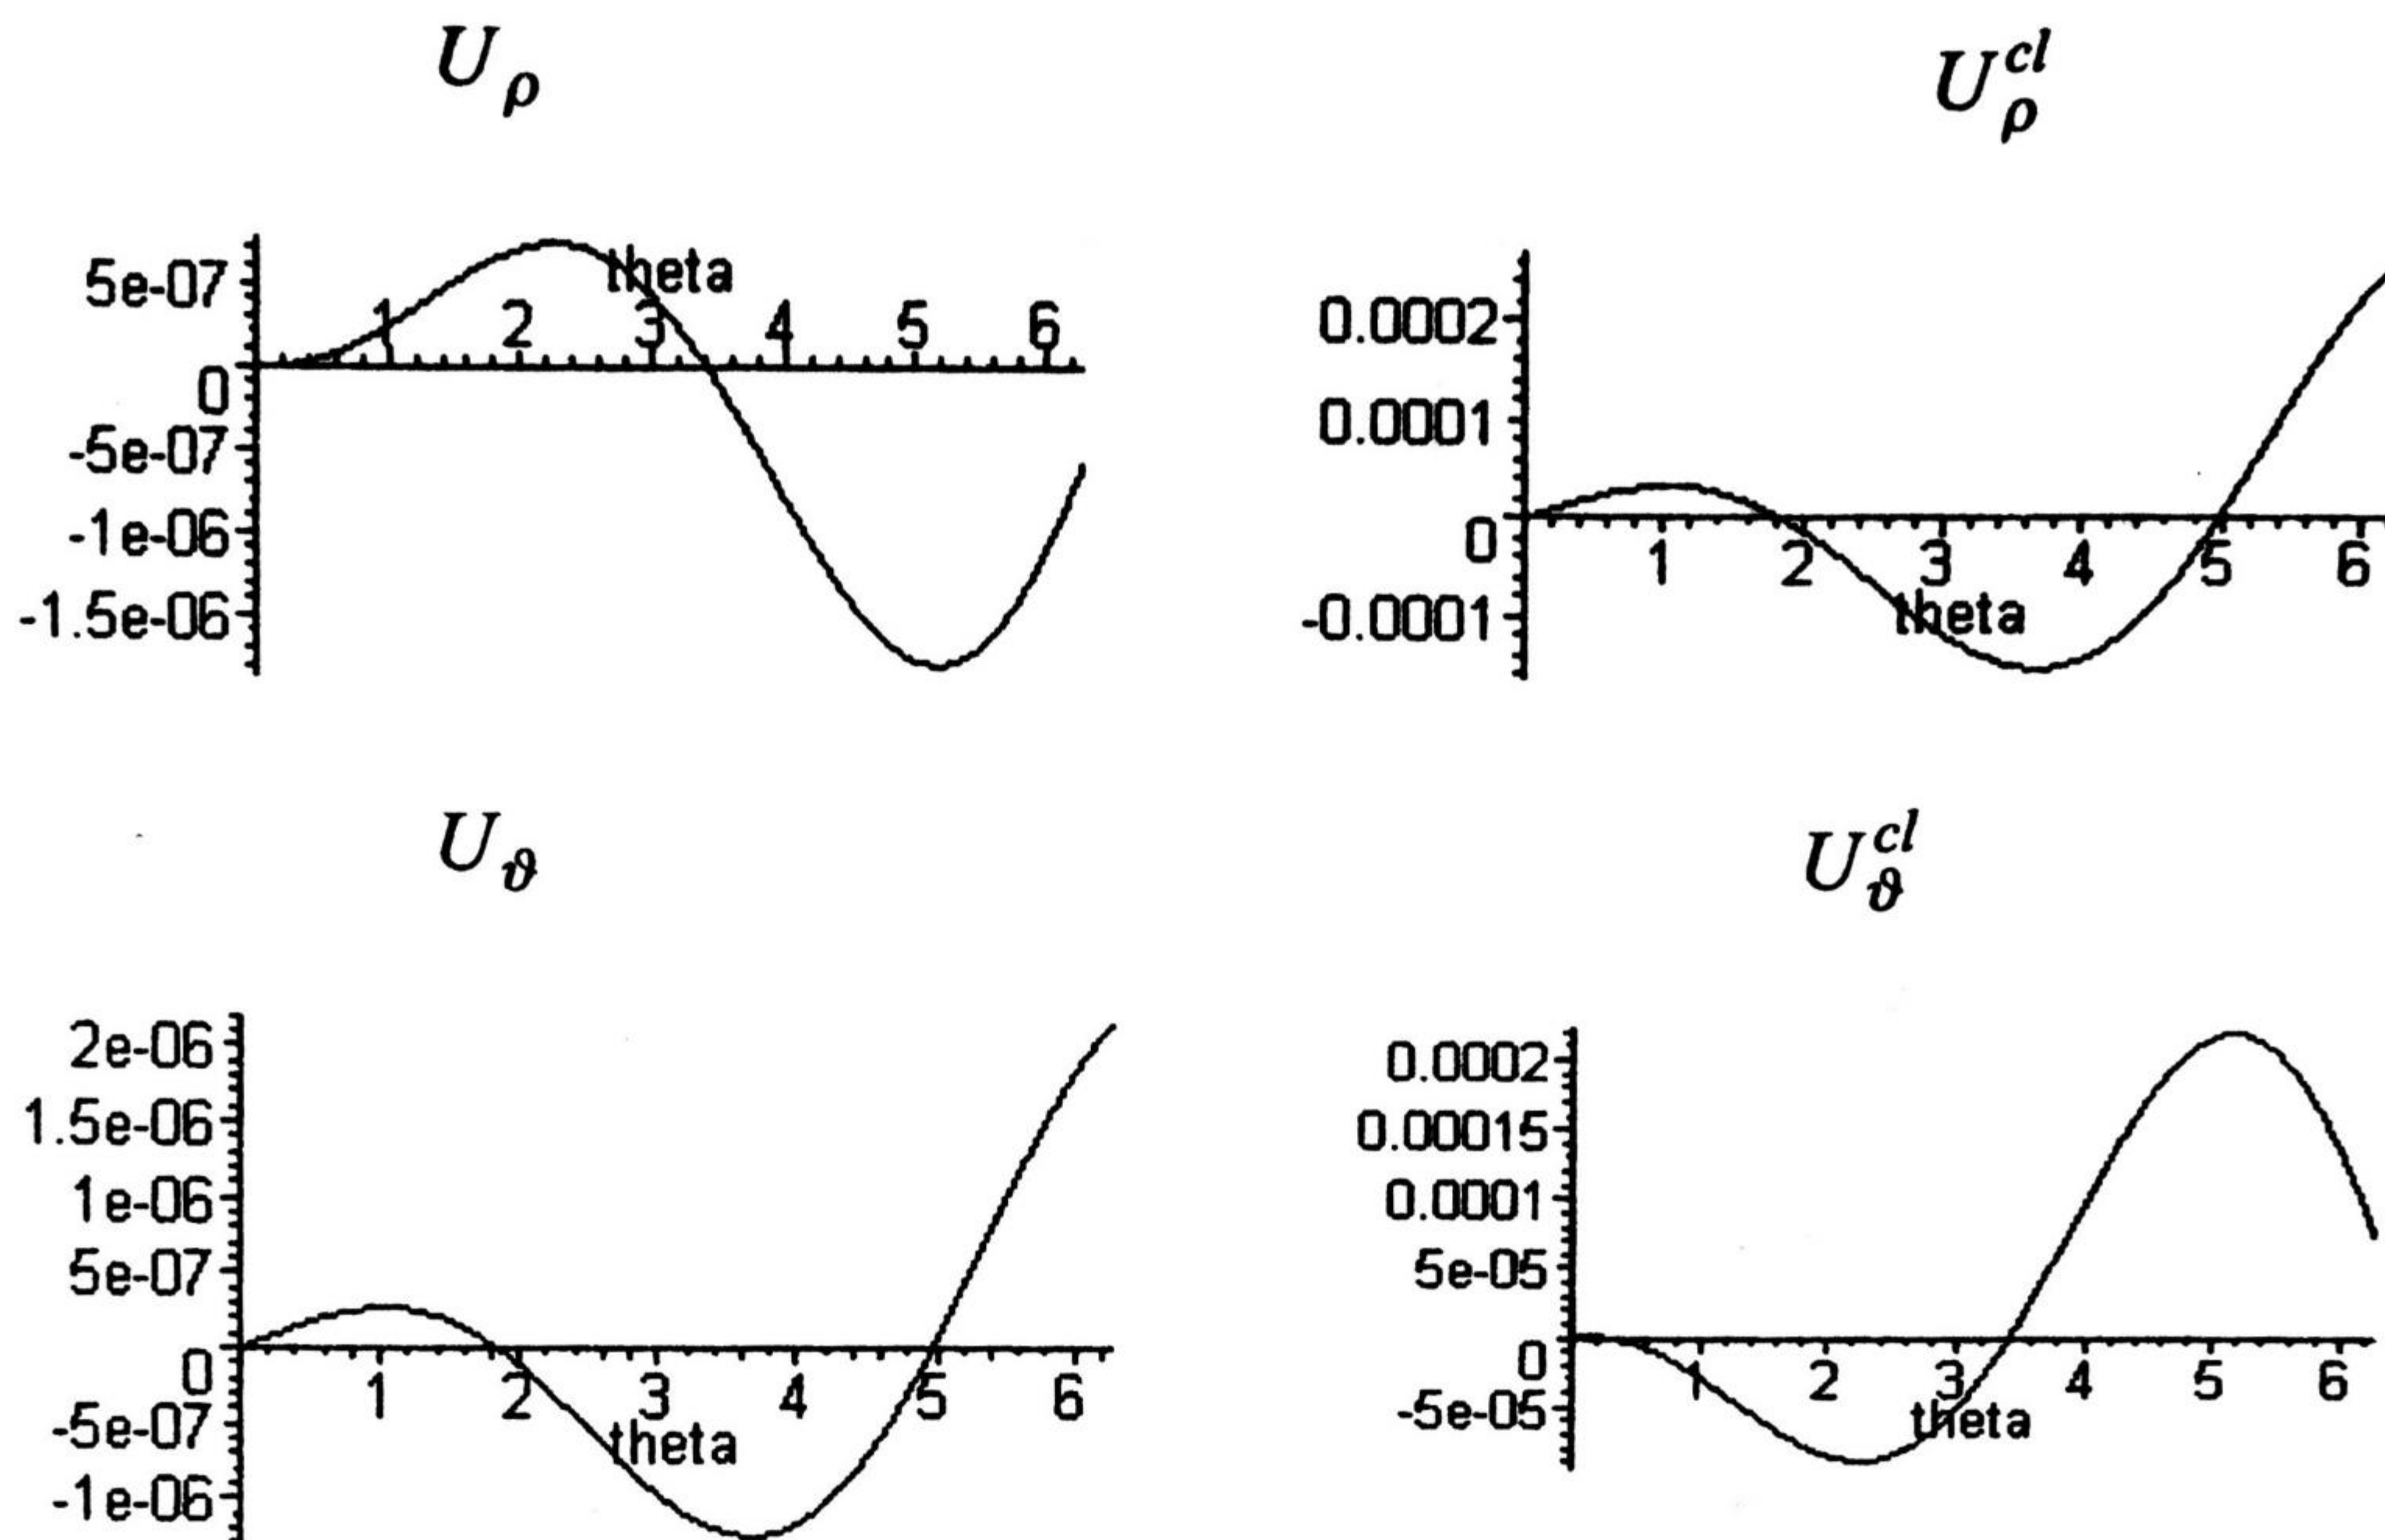 U_ρ
5e-07
0
-5e-07
-1e-06
-1.5e-06
theta
1 2 3 4 5 6
U_ρ^{cl}
0.0002
0.0001
0
-0.0001
1 2 3 4 5 6
theta
U_ϑ
2e-06
1.5e-06
1e-06
5e-07
0
-5e-07
-1e-06
1 2 3 4 5 6
theta
U_ϑ^{cl}
0.0002
0.00015
0.0001
5e-05
0
-5e-05
1 2 3 4 5 6
theta